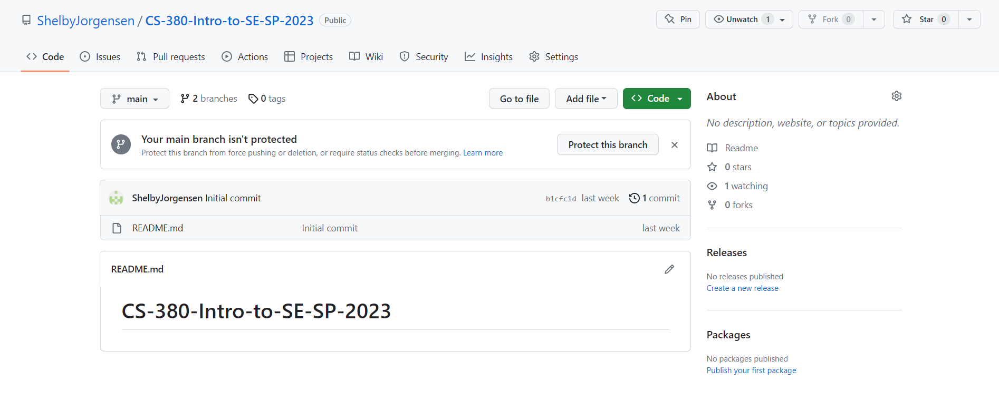 ShelbyJorgensen / CS-380-Intro-to-SE-SP-2023 Public
Pin
Unwatch 1
Fork 0
Star 0
Code Issues Pull requests Actions Projects Wiki Security Insights Settings
main 2 branches 0 tags
Go to file Add file Code
Your main branch isn't protected
Protect this branch from force pushing or deletion, or require status checks before merging. Learn more
Protect this branch
ShelbyJorgensen Initial commit b1cfc1d last week 1 commit
README.md Initial commit last week
README.md
CS-380-Intro-to-SE-SP-2023
About
No description, website, or topics provided.
Readme
0 stars
1 watching
0 forks
Releases
No releases published
Create a new release
Packages
No packages published
Publish your first package